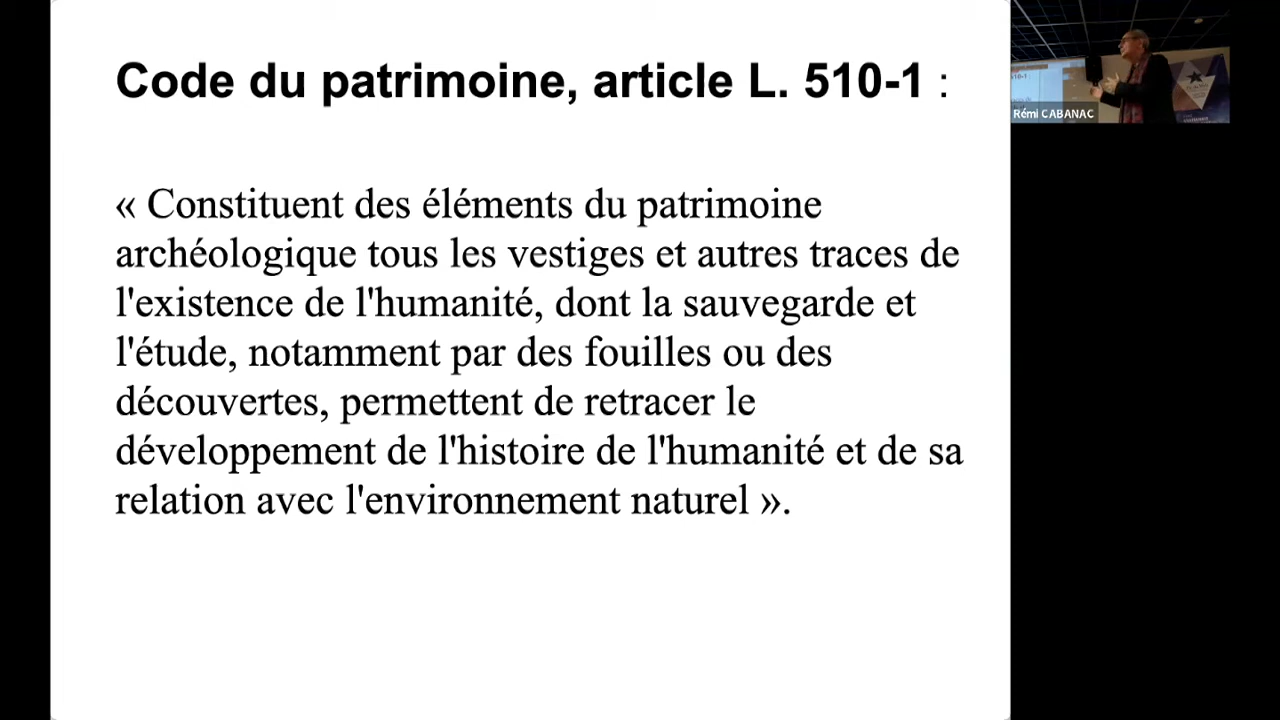 Code du patrimoine, article L. 510-1 :
« Constituent des éléments du patrimoine
archéologique tous les vestiges et autres traces de
l'existence de l'humanité, dont la sauvegarde et
l'étude, notamment par des fouilles ou des
découvertes, permettent de retracer le
développement de l'histoire de l'humanité et de sa
relation avec l'environnement naturel ».
Rémi CABANAC